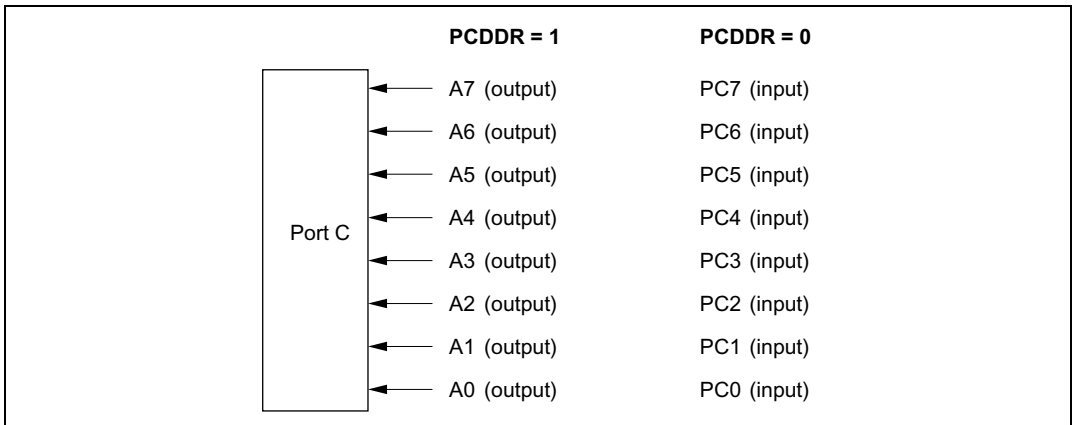 PCDDR = 1 PCDDR = 0
A7 (output) PC7 (input)
A6 (output) PC6 (input)
A5 (output) PC5 (input)
A4 (output) PC4 (input)
Port C
A3 (output) PC3 (input)
A2 (output) PC2 (input)
A1 (output) PC1 (input)
A0 (output) PC0 (input)